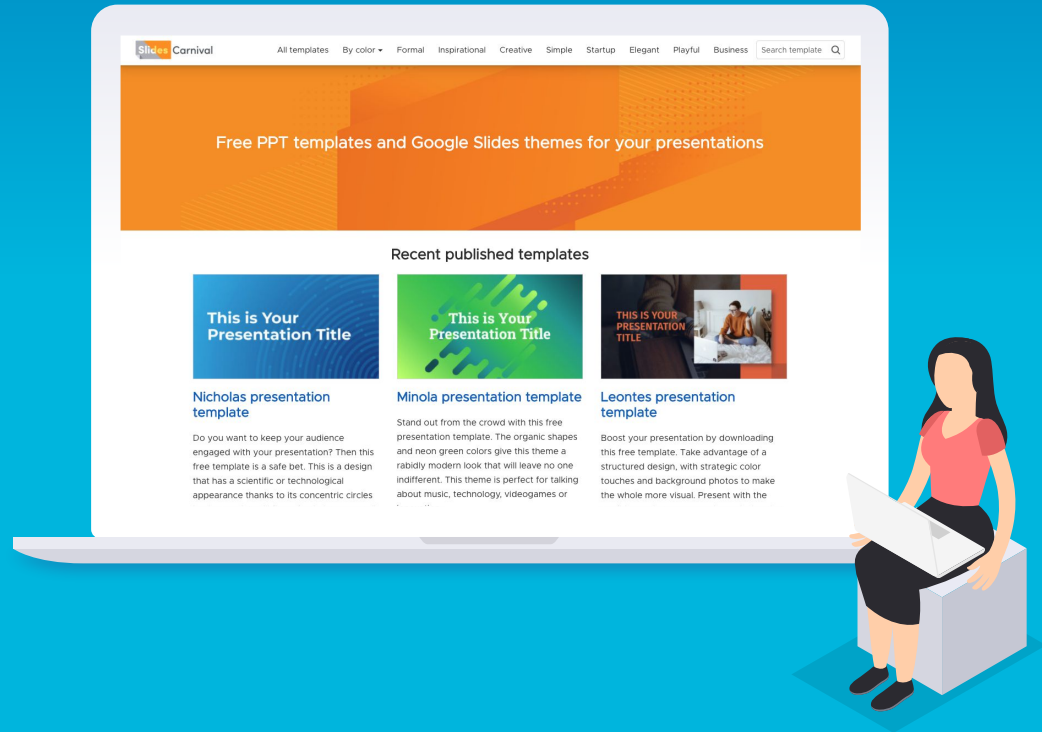 Slides Carnival
All templates By color Formal Inspirational Creative Simple Startup Elegant Playful Business Search template
Free PPT templates and Google Slides themes for your presentations
Recent published templates
This is Your
Presentation Title
Nicholas presentation
template
Do you want to keep your audience
engaged with your presentation? Then this
free template is a safe bet. This is a design
that has a scientific or technological
appearance thanks to its concentric circles
This is Your
Presentation Title
Minola presentation template
Stand out from the crowd with this free
presentation template. The organic shapes
and neon green colors give this theme a
rabidly modern look that will leave no one
indifferent. This theme is perfect for talking
about music, technology, videogames or
THIS IS YOUR
PRESENTATION
TITLE
Leontes presentation
template
Boost your presentation by downloading
this free template. Take advantage of a
structured design, with strategic color
touches and background photos to make
the whole more visual. Present with the